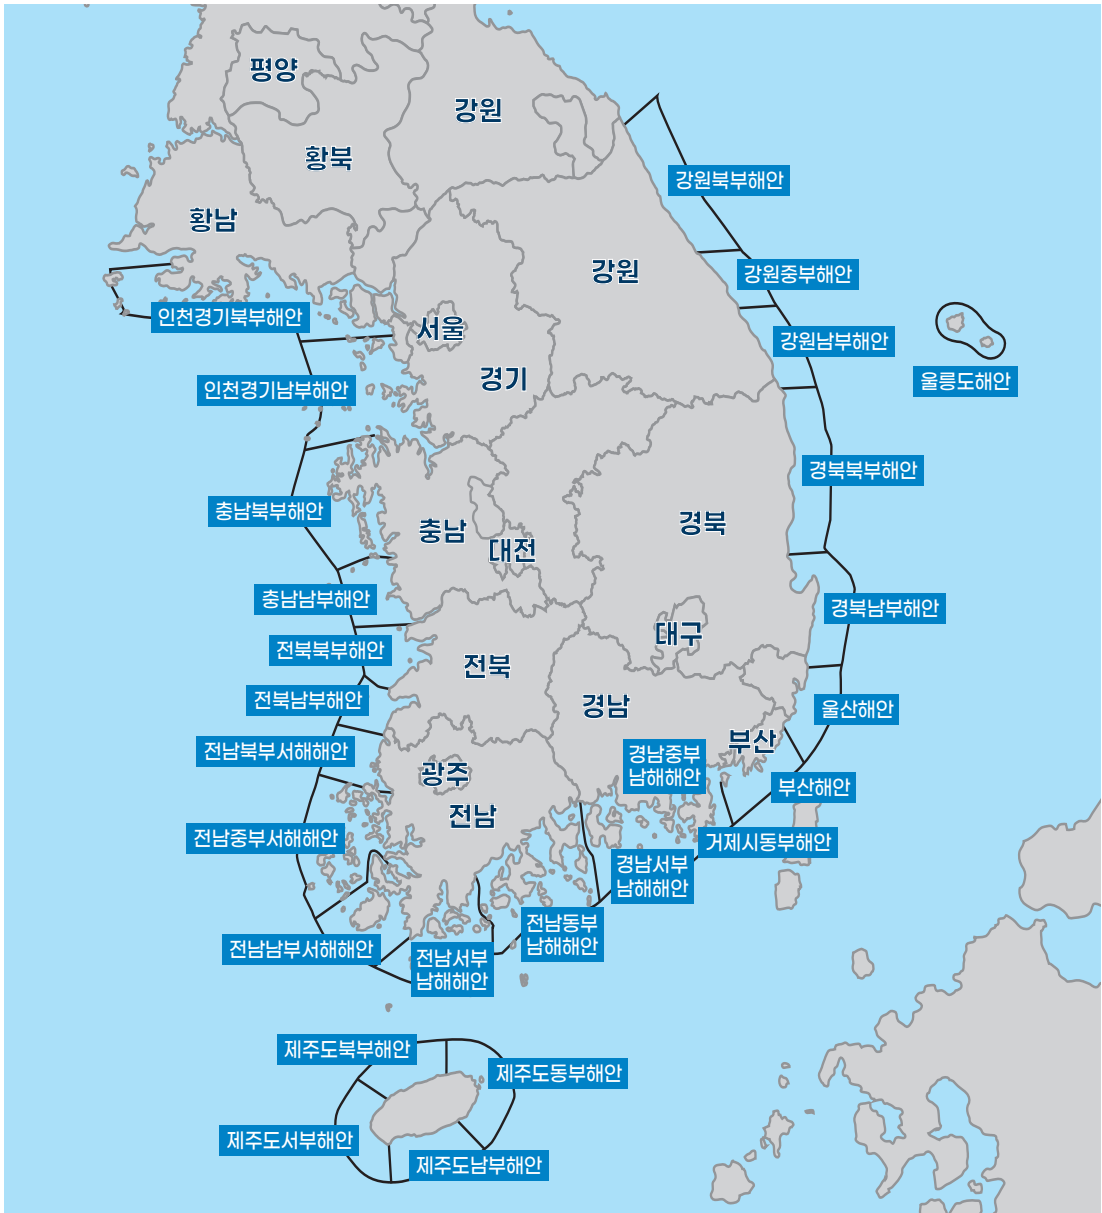 평양
강원
황북
강원북부해안
황남
강원
강원중부해안
인천경기북부해안
서울
강원남부해안
경기
울릉도해안
인천경기남부해안
경북북부해안
충남북부해안
경북
충남
대전
충남남부해안
경북남부해안
대구
전북북부해안
전북
전북남부해안
경남
울산해안
전남북부서해해안
부산
경남중부
남해해안
광주
부산해안
전남
전남중부서해해안
거제시동부해안
경남서부
남해해안
전남동부
남해해안
전남남부서해해안
전남서부
남해해안
제주도북부해안
제주도동부해안
제주도서부해안
제주도남부해안